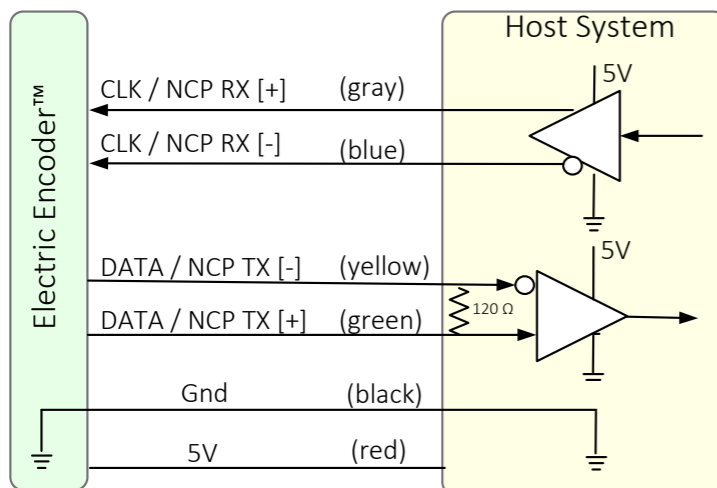 Host System
5V
CLK / NCP RX [+] (gray)
CLK / NCP RX [-] (blue)
Electric Encoder™
5V
DATA / NCP TX [-] (yellow)
120 Ω
DATA / NCP TX [+] (green)
Gnd (black)
5V (red)